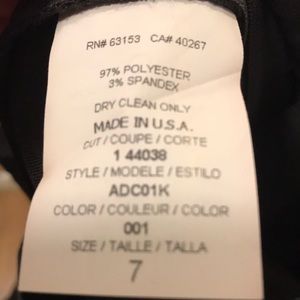 RN# 63153 CA# 40267
97% POLYESTER
3% SPANDEX
DRY CLEAN ONLY
MADE IN U.S.A.
CUT / COUPE / CORTE
1 44038
STYLE / MODELE / ESTILO
ADC01K
COLOR / COULEUR / COLOR
001
SIZE / TAILLE / TALLA
7